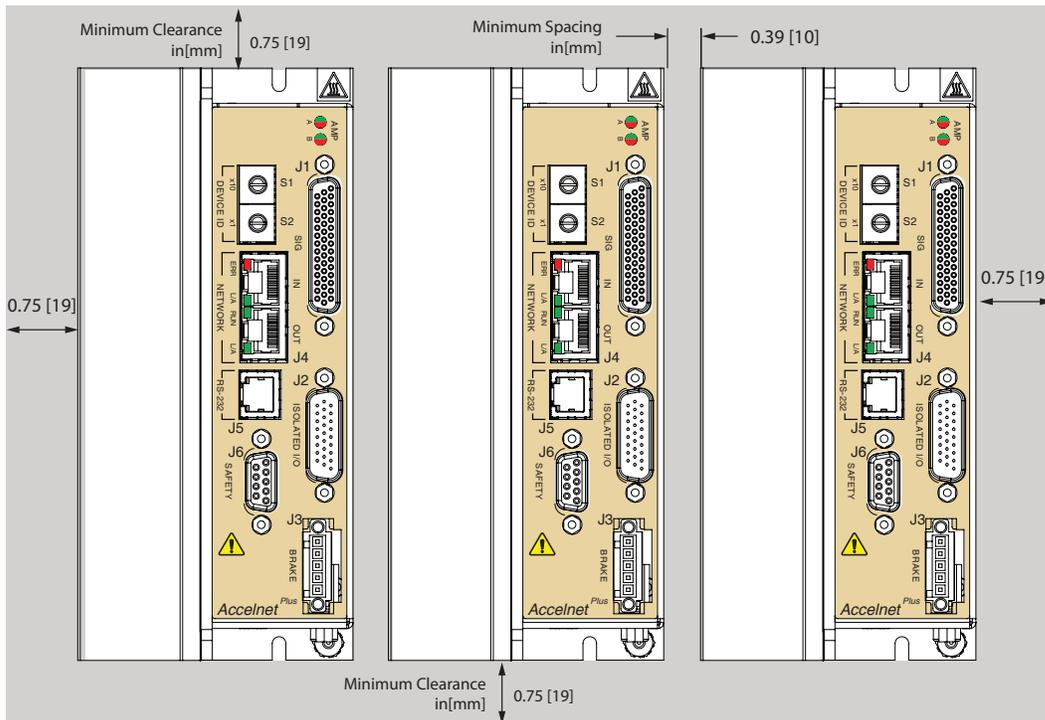 Minimum Clearance
in[mm]
0.75 [19]
Minimum Spacing
in[mm]
0.39 [10]
0.75 [19]
0.75 [19
AMP
A
B
J1
S1
x10
DEVICE ID
S2
x1
SIG
ERR
IN
L/A
NETWORK
RUN
OUT
L/A
J4
RS-232
J2
J5
ISOLATED I/O
J6
SAFETY
J3
BRAKE
Accelnet Plus
AMP
A
B
J1
S1
x10
DEVICE ID
S2
x1
SIG
ERR
IN
L/A
NETWORK
RUN
OUT
L/A
J4
RS-232
J2
J5
ISOLATED I/O
J6
SAFETY
J3
BRAKE
Accelnet Plus
AMP
A
B
J1
S1
x10
DEVICE ID
S2
x1
SIG
ERR
IN
L/A
NETWORK
RUN
OUT
L/A
J4
RS-232
J2
J5
ISOLATED I/O
J6
SAFETY
J3
BRAKE
Accelnet Plus
Minimum Clearance
in[mm]
0.75 [19]